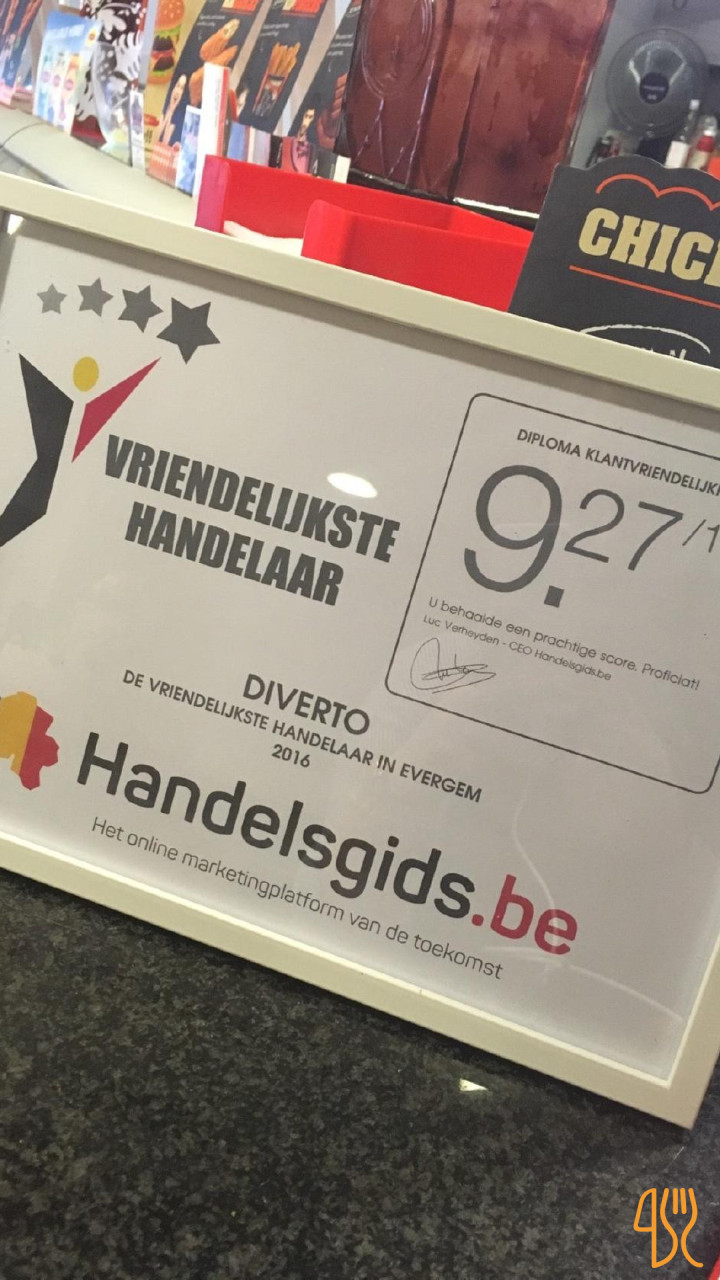 CHIC
VRIENDELIJKSTE
HANDELAAR
DIPLOMA KLANTVRIENDELIJK
9.27/1
U behaalde een prachtige score. Proficiat!
Luc Verheyden - CEO Handelsgids.be
DIVERTO
DE VRIENDELIJKSTE HANDELAAR IN EVERGEM
2016
Handelsgids.be
Het online marketingplatform van de toekomst